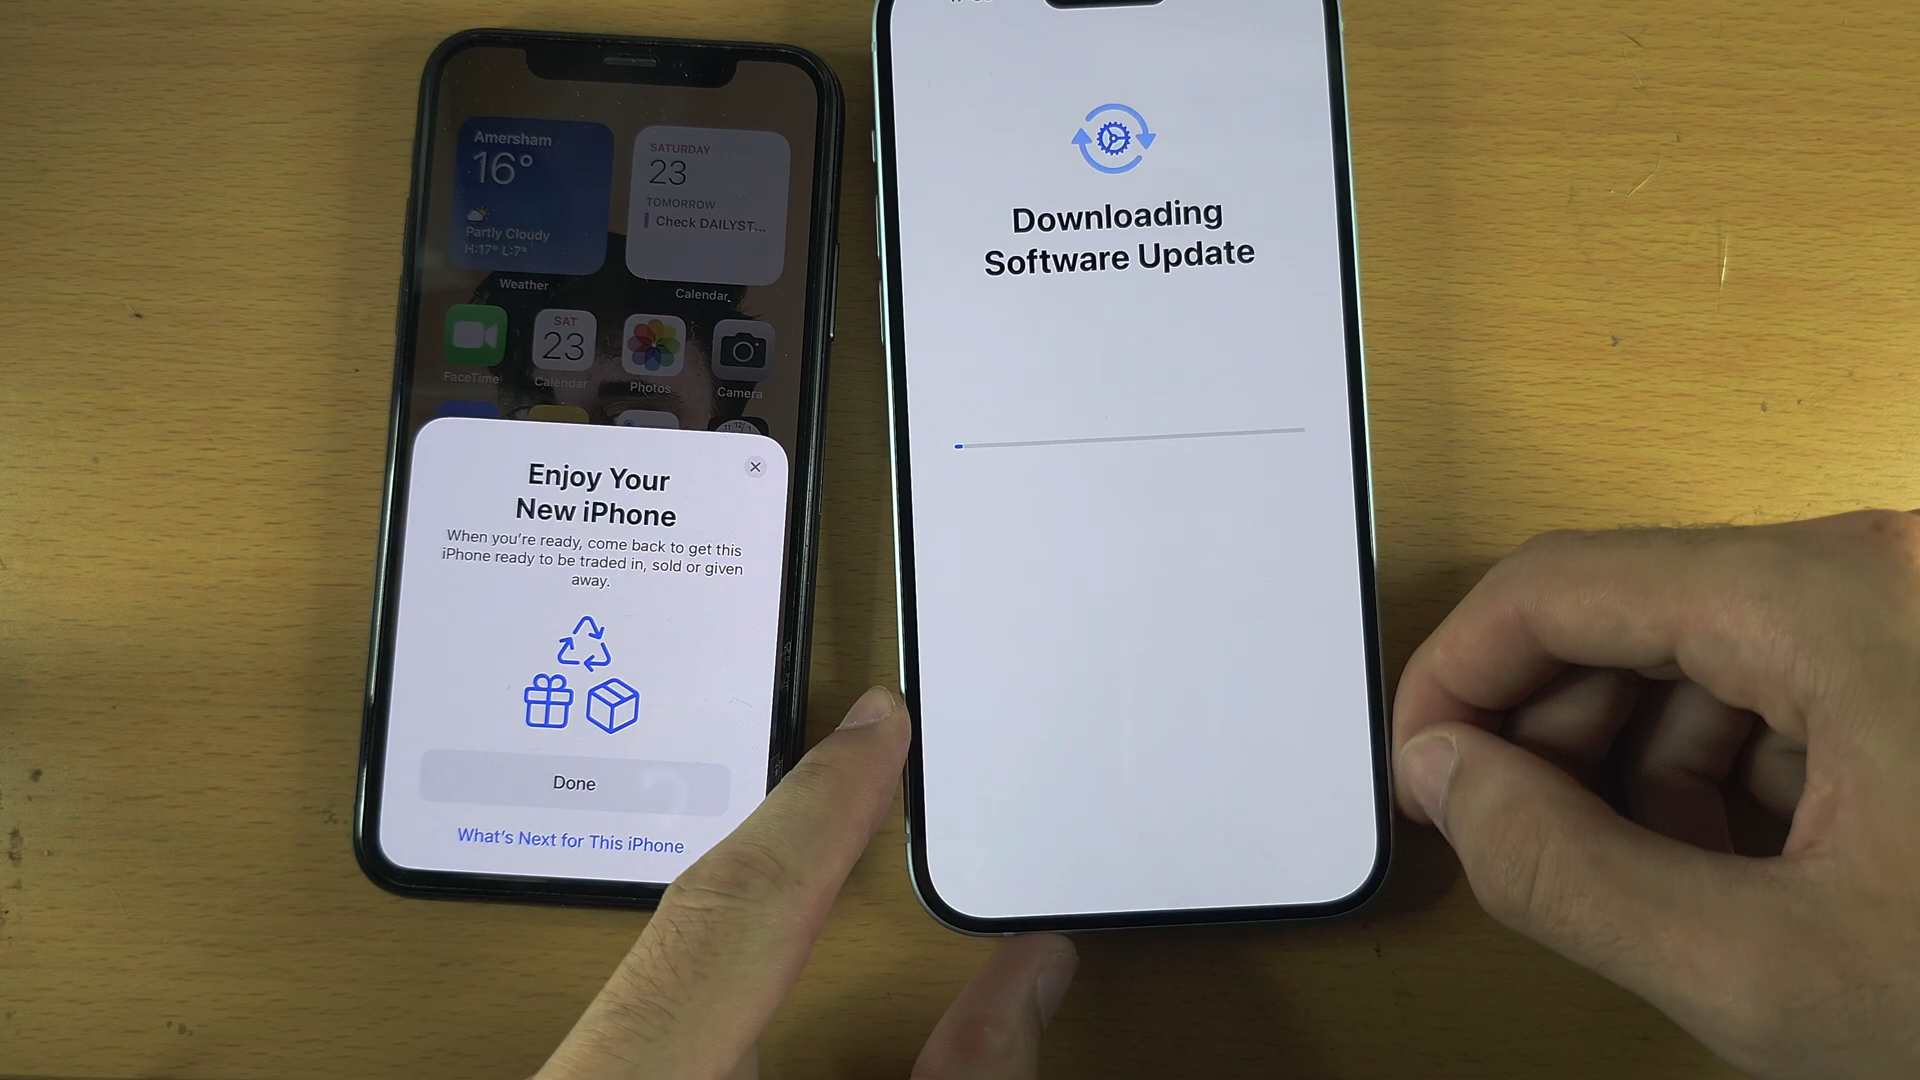 Amersham
16°
Partly Cloudy
H:17° L:7°
Weather
SATURDAY
23
TOMORROW
Check DAILYST...
Calendar
FaceTime
SAT
23
Calendar
Photos
Camera
Enjoy Your
New iPhone
When you're ready, come back to get this
iPhone ready to be traded in, sold or given
away.
Done
What's Next for This iPhone
Downloading
Software Update